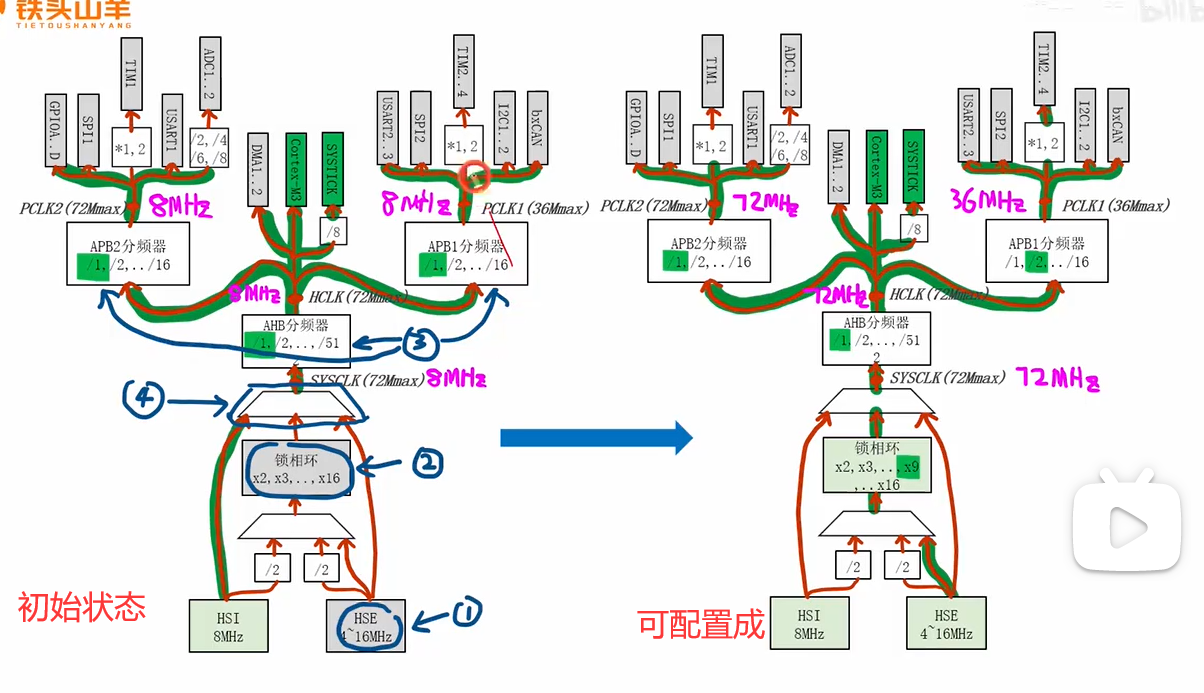 铁头山羊
TIETOUSHANYANG
bilibili
GPIOA..D
SPI1
TIM1
*1,2
USART1
ADC1..2
/2,/4
/6,/8
DMA1..2
Cortex-M3
SYSTICK
/8
USART2..3
SPI2
TIM2..4
*1,2
I2C1..2
bxCAN
PCLK2(72Mmax)
8MHz
8MHz
PCLK1(36Mmax)
APB2分频器
/1,/2,../16
APB1分频器
/1,/2,../16
8MHz
HCLK(72Mmax)
AHB分频器
/1,/2,..,/51
2
③
SYSCLK(72Mmax)
8MHz
④
锁相环
x2,x3,..,x16
②
/2
/2
初始状态
HSI
8MHz
HSE
4~16MHz
①
GPIOA..D
SPI1
TIM1
*1,2
USART1
ADC1..2
/2,/4
/6,/8
DMA1..2
Cortex-M3
SYSTICK
/8
USART2..3
SPI2
TIM2..4
*1,2
I2C1..2
bxCAN
PCLK2(72Mmax)
72MHz
36MHz
PCLK1(36Mmax)
APB2分频器
/1,/2,../16
APB1分频器
/1,/2,../16
72MHz
HCLK(72Mmax)
AHB分频器
/1,/2,..,/51
2
SYSCLK(72Mmax)
72MHz
锁相环
x2,x3,..,x9
,..x16
/2
/2
可配置成
HSI
8MHz
HSE
4~16MHz